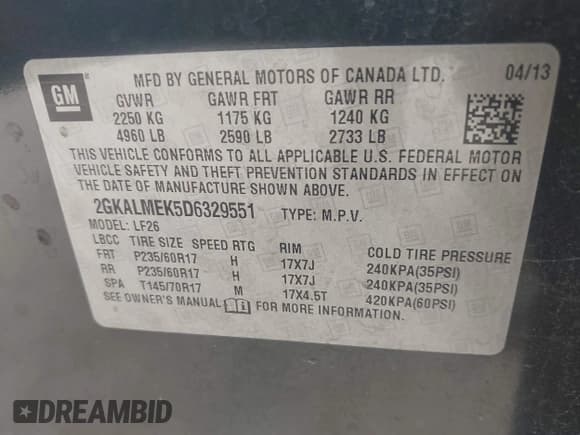 GM
MFD BY GENERAL MOTORS OF CANADA LTD. 04/13
GVWR GAWR FRT GAWR RR
2250 KG 1175 KG 1240 KG
4960 LB 2590 LB 2733 LB
THIS VEHICLE CONFORMS TO ALL APPLICABLE U.S. FEDERAL MOTOR
VEHICLE SAFETY AND THEFT PREVENTION STANDARDS IN EFFECT ON
THE DATE OF MANUFACTURE SHOWN ABOVE.
2GKALMEK5D6329551 TYPE: M.P.V.
MODEL: LF26
LBCC TIRE SIZE SPEED RTG RIM COLD TIRE PRESSURE
FRT P235/60R17 H 17X7J 240KPA(35PSI)
RR P235/60R17 H 17X7J 240KPA(35PSI)
SPA T145/70R17 M 17X4.5T 420KPA(60PSI)
SEE OWNER'S MANUAL FOR MORE INFORMATION.
DREAMBID